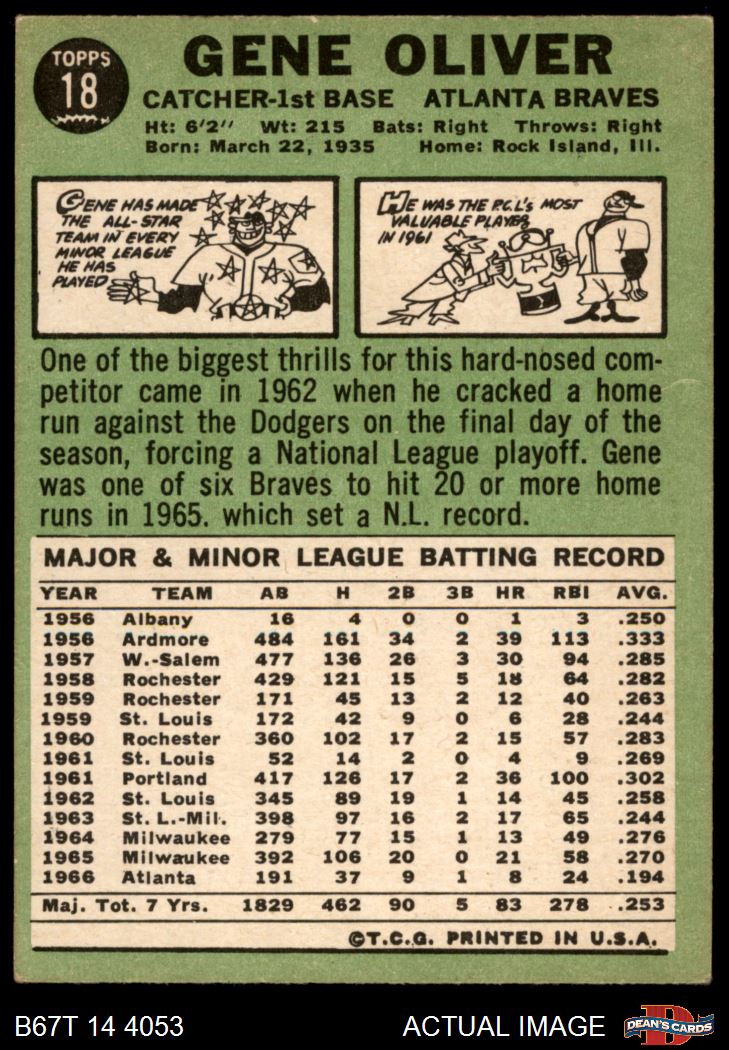 TOPPS
18
GENE OLIVER
CATCHER-1st BASE ATLANTA BRAVES
Ht: 6'2" Wt: 215 Bats: Right Throws: Right
Born: March 22, 1935 Home: Rock Island, Ill.
GENE HAS MADE
THE ALL-STAR
TEAM IN EVERY
MINOR LEAGUE
HE HAS
PLAYED
HE WAS THE P.C.L'S MOST
VALUABLE PLAYER
IN 1961
One of the biggest thrills for this hard-nosed com-
petitor came in 1962 when he cracked a home
run against the Dodgers on the final day of the
season, forcing a National League playoff. Gene
was one of six Braves to hit 20 or more home
runs in 1965. which set a N.L. record.
MAJOR & MINOR LEAGUE BATTING RECORD
YEAR TEAM AB H 2B 3B HR RBI AVG.
1956 Albany 16 4 0 0 1 3 .250
1956 Ardmore 484 161 34 2 39 113 .333
1957 W.-Salem 477 136 26 3 30 94 .285
1958 Rochester 429 121 15 5 18 64 .282
1959 Rochester 171 45 13 2 12 40 .263
1959 St. Louis 172 42 9 0 6 28 .244
1960 Rochester 360 102 17 2 15 57 .283
1961 St. Louis 52 14 2 0 4 9 .269
1961 Portland 417 126 17 2 36 100 .302
1962 St. Louis 345 89 19 1 14 45 .258
1963 St. L.-Mil. 398 97 16 2 17 65 .244
1964 Milwaukee 279 77 15 1 13 49 .276
1965 Milwaukee 392 106 20 0 21 58 .270
1966 Atlanta 191 37 9 1 8 24 .194
Maj. Tot. 7 Yrs. 1829 462 90 5 83 278 .253
©T.C.G. PRINTED IN U.S.A.
B67T 14 4053 ACTUAL IMAGE
DEAN'S CARDS